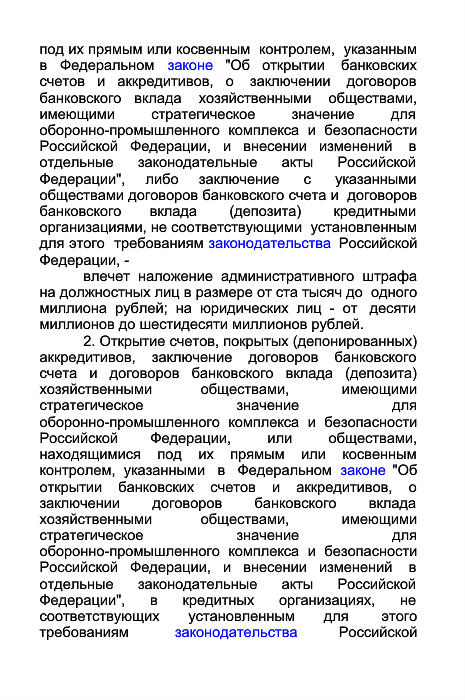 под их прямым или косвенным контролем, указанным
в Федеральном законе "Об открытии банковских
счетов и аккредитивов, о заключении договоров
банковского вклада хозяйственными обществами,
имеющими стратегическое значение для
оборонно-промышленного комплекса и безопасности
Российской Федерации, и внесении изменений в
отдельные законодательные акты Российской
Федерации", либо заключение с указанными
обществами договоров банковского счета и договоров
банковского вклада (депозита) кредитными
организациями, не соответствующими установленным
для этого требованиям законодательства Российской
Федерации, -
влечет наложение административного штрафа
на должностных лиц в размере от ста тысяч до одного
миллиона рублей; на юридических лиц - от десяти
миллионов до шестидесяти миллионов рублей.
2. Открытие счетов, покрытых (депонированных)
аккредитивов, заключение договоров банковского
счета и договоров банковского вклада (депозита)
хозяйственными обществами, имеющими
стратегическое значение для
оборонно-промышленного комплекса и безопасности
Российской Федерации, или обществами,
находящимися под их прямым или косвенным
контролем, указанными в Федеральном законе "Об
открытии банковских счетов и аккредитивов, о
заключении договоров банковского вклада
хозяйственными обществами, имеющими
стратегическое значение для
оборонно-промышленного комплекса и безопасности
Российской Федерации, и внесении изменений в
отдельные законодательные акты Российской
Федерации", в кредитных организациях, не
соответствующих установленным для этого
требованиям законодательства Российской